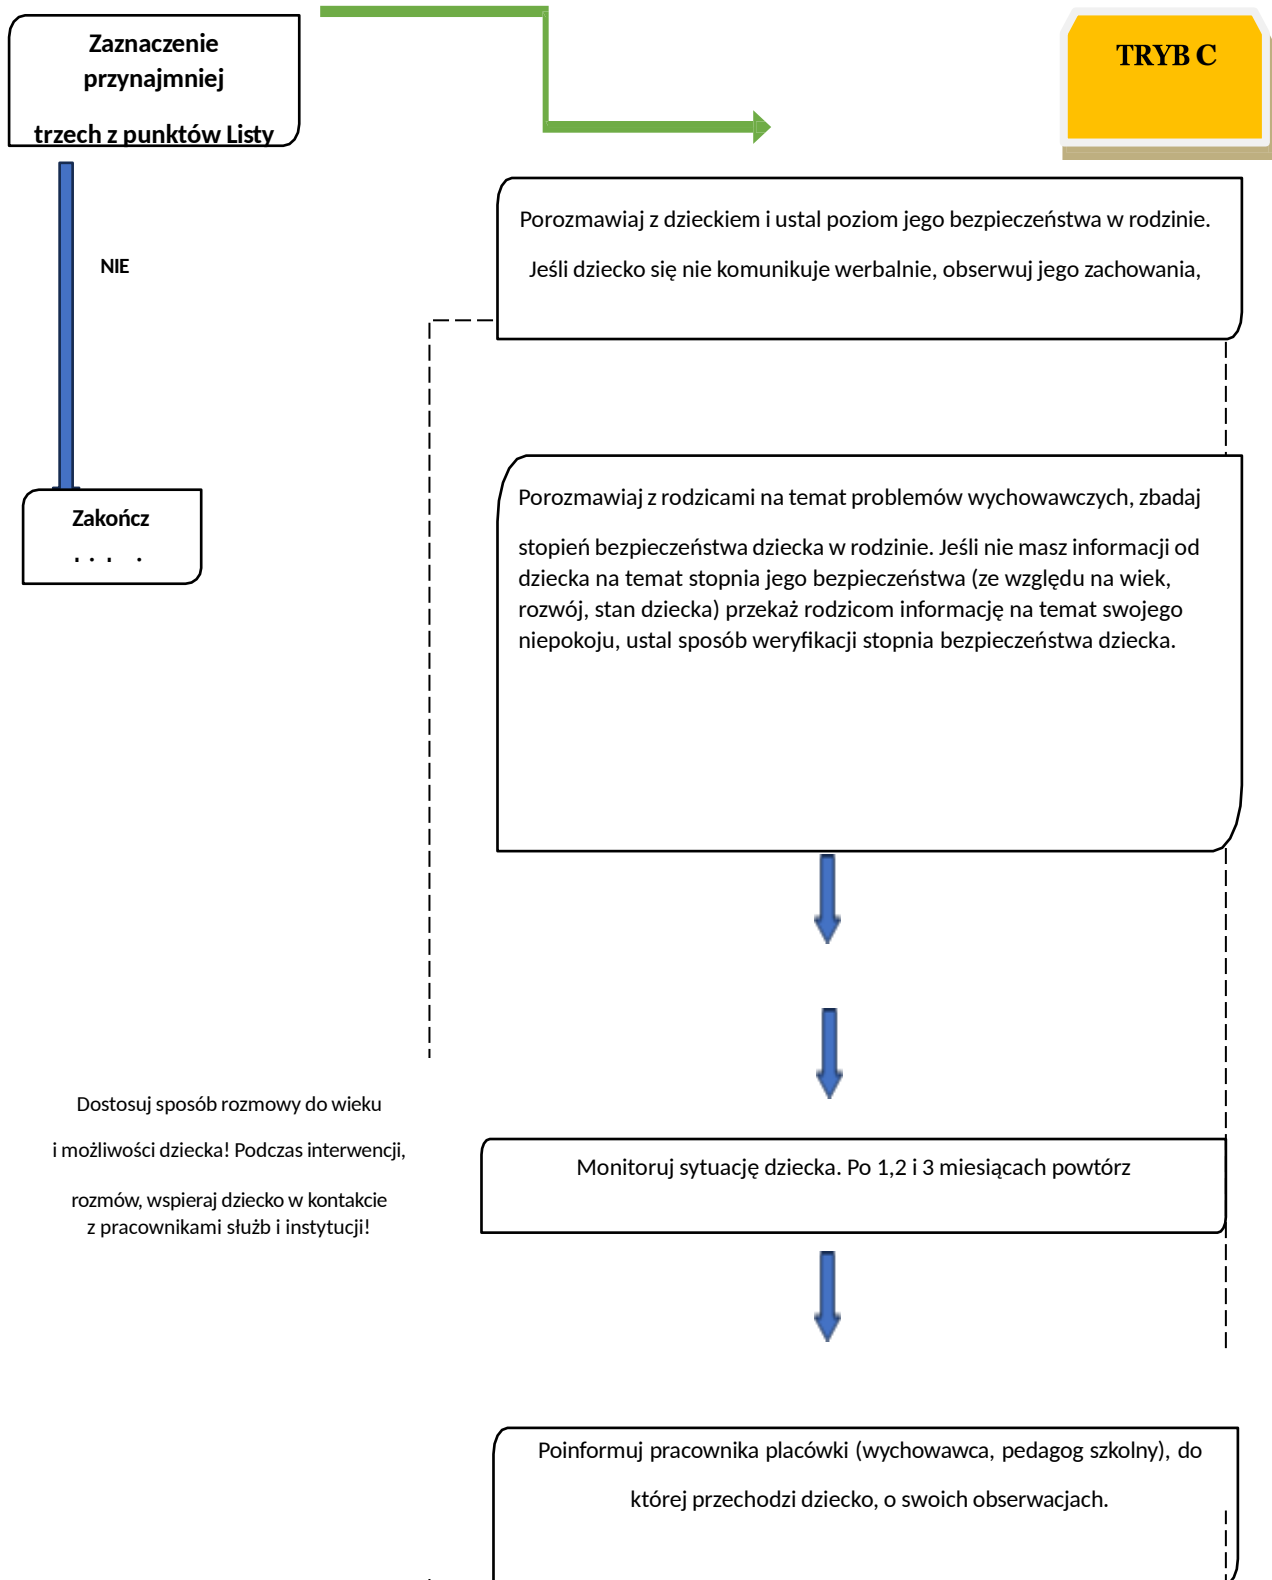 Zaznaczenie
przynajmniej
trzech z punktów Listy
TRYB C
Porozmawiaj z dzieckiem i ustal poziom jego bezpieczeństwa w rodzinie.
Jeśli dziecko się nie komunikuje werbalnie, obserwuj jego zachowania,
NIE
Porozmawiaj z rodzicami na temat problemów wychowawczych, zbadaj
stopień bezpieczeństwa dziecka w rodzinie. Jeśli nie masz informacji od
dziecka na temat stopnia jego bezpieczeństwa (ze względu na wiek,
rozwój, stan dziecka) przekaż rodzicom informację na temat swojego
niepokoju, ustal sposób weryfikacji stopnia bezpieczeństwa dziecka.
Zakończ
Dostosuj sposób rozmowy do wieku
i możliwości dziecka! Podczas interwencji,
rozmów, wspieraj dziecko w kontakcie
z pracownikami służb i instytucji!
Monitoruj sytuację dziecka. Po 1,2 i 3 miesiącach powtórz
Poinformuj pracownika placówki (wychowawca, pedagog szkolny), do
której przechodzi dziecko, o swoich obserwacjach.